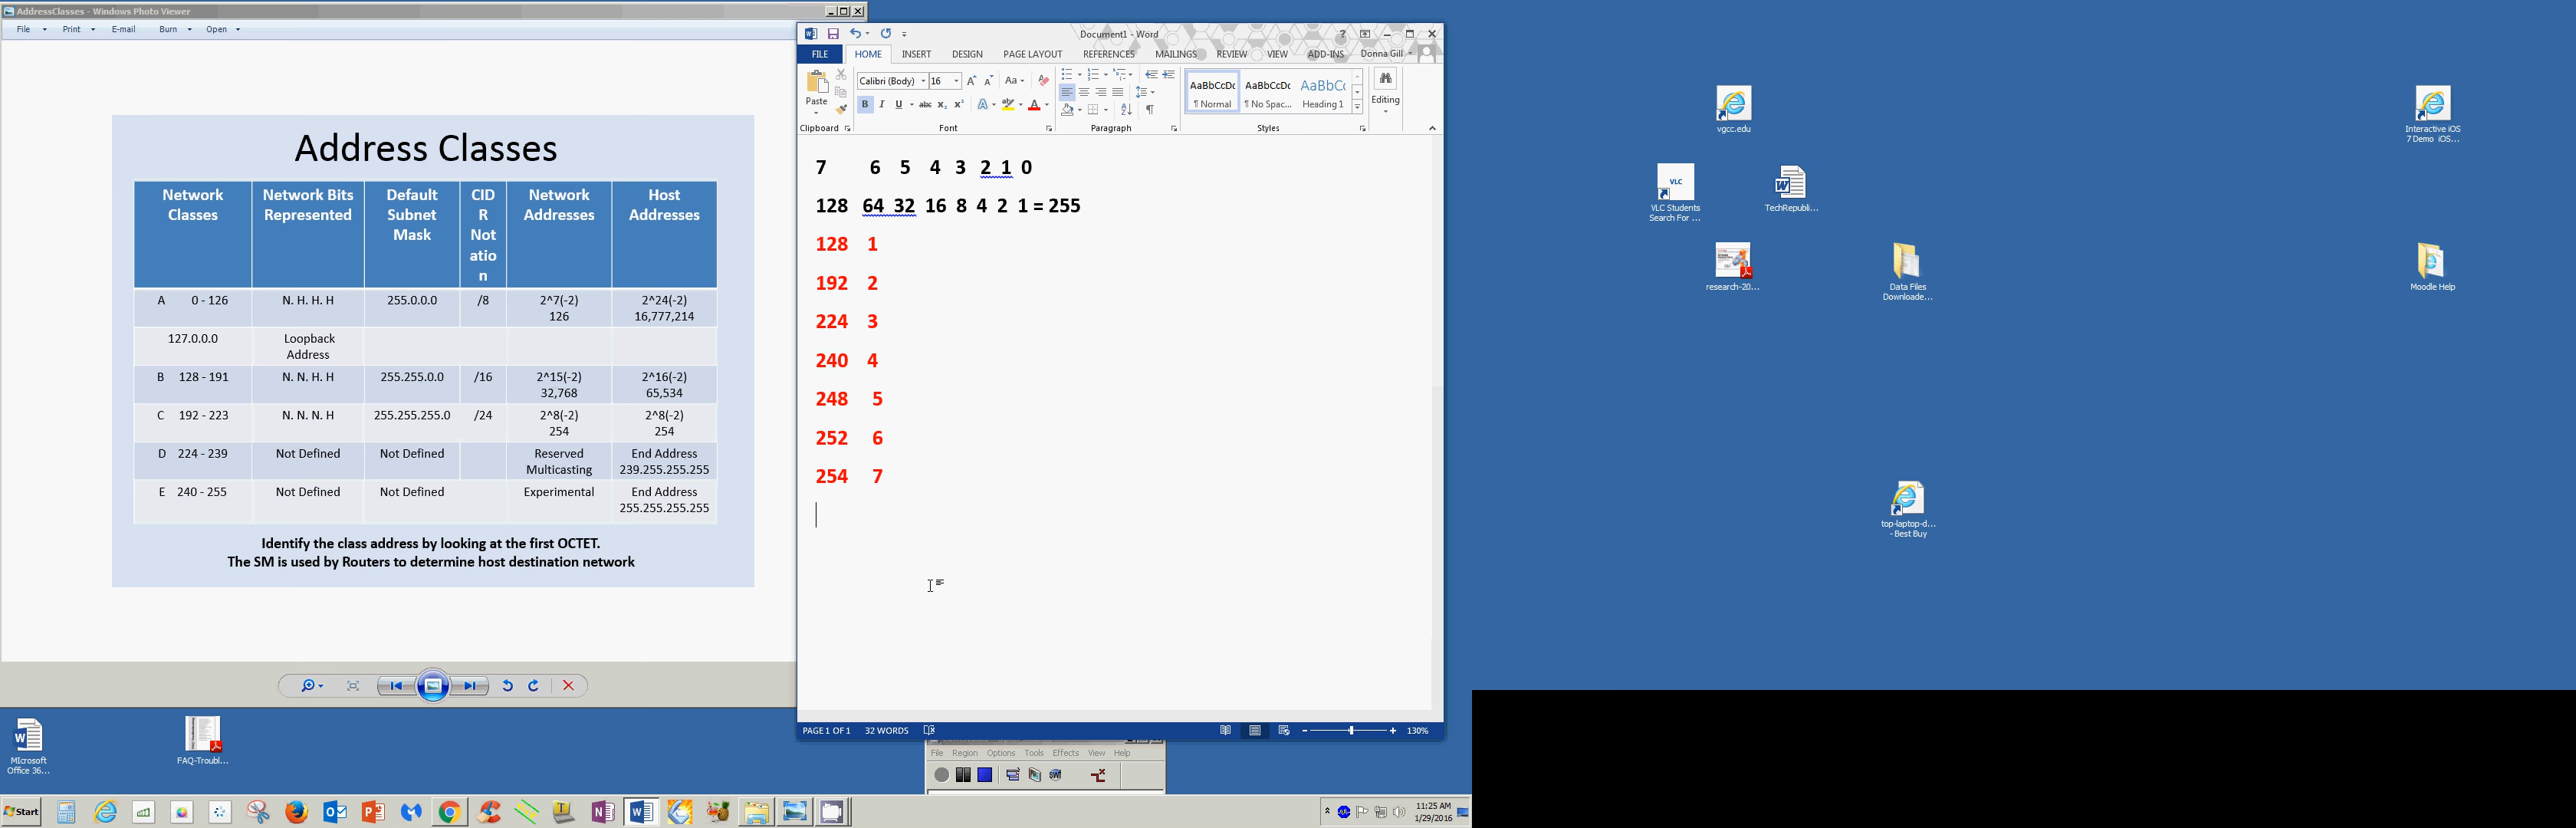 AddressClasses - Windows Photo Viewer
File Print E-mail Burn Open
Address Classes
Network Classes
Network Bits Represented
Default Subnet Mask
CID
R
Not
atio
n
Network Addresses
Host Addresses
A 0 - 126 N. H. H. H 255.0.0.0 /8 2^7(-2) 2^24(-2)
126 16,777,214
127.0.0.0 Loopback
Address
B 128 - 191 N. N. H. H 255.255.0.0 /16 2^15(-2) 2^16(-2)
32,768 65,534
C 192 - 223 N. N. N. H 255.255.255.0 /24 2^8(-2) 2^8(-2)
254 254
D 224 - 239 Not Defined Not Defined Reserved End Address
Multicasting 239.255.255.255
E 240 - 255 Not Defined Not Defined Experimental End Address
255.255.255.255
Identify the class address by looking at the first OCTET.
The SM is used by Routers to determine host destination network
Document1 - Word
FILE HOME INSERT DESIGN PAGE LAYOUT REFERENCES MAILINGS REVIEW VIEW ADD-INS Donna Gill
Calibri (Body) 16
Paste
AaBbCcDc AaBbCcDc AaBbCc
¶ Normal ¶ No Spac... Heading 1
Editing
Clipboard Font Paragraph Styles
7 6 5 4 3 2 1 0
128 64 32 16 8 4 2 1 = 255
128 1
192 2
224 3
240 4
248 5
252 6
254 7
PAGE 1 OF 1 32 WORDS 130%
File Region Options Tools Effects View Help
vgcc.edu
Interactive iOS
7 Demo iOS...
VLC
VLC Students
Search For ...
TechRepubli...
research-20...
Data Files
Downloade...
Moodle Help
top-laptop-d...
- Best Buy
Microsoft
Office 36...
FAQ-Troubl...
Start
11:25 AM
1/29/2016